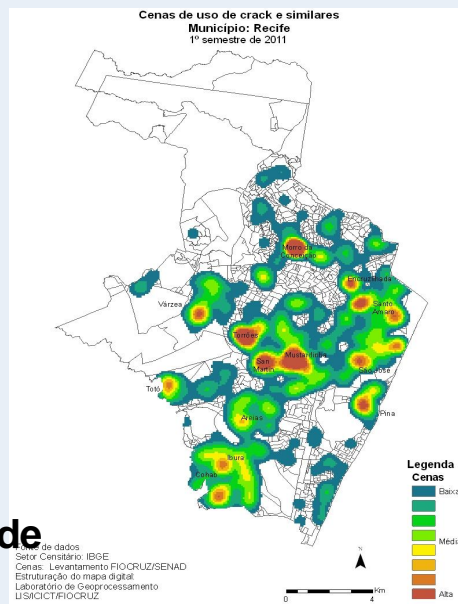 Cenas de uso de crack e similares
Município: Recife
1º semestre de 2011
Morro da
Conceição
Encruzilhada
Santo
Amaro
Várzea
Torrões
Mustardinha
San
Martin
São José
Totó
Pina
Areias
Ibura
Cohab
Legenda
Cenas
Baixa
Média
Alta
N
Km
0 4
de
Fonte de dados
Setor Censitário: IBGE
Cenas: Levantamento FIOCRUZ/SENAD
Estruturação do mapa digital:
Laboratório de Geoprocessamento
LIS/ICICT/FIOCRUZ